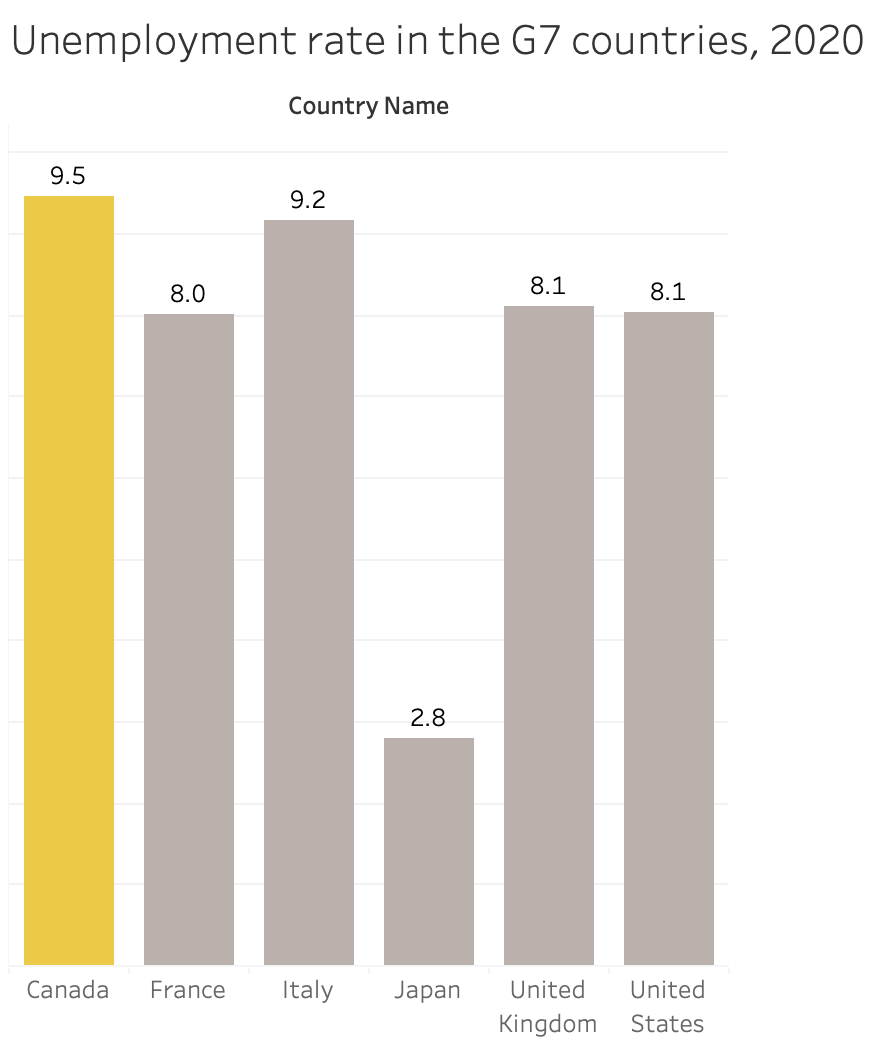 Unemployment rate in the G7 countries, 2020
Country Name
9.5
8.0
9.2
2.8
8.1
8.1
Canada
France
Italy
Japan
United
Kingdom
United
States